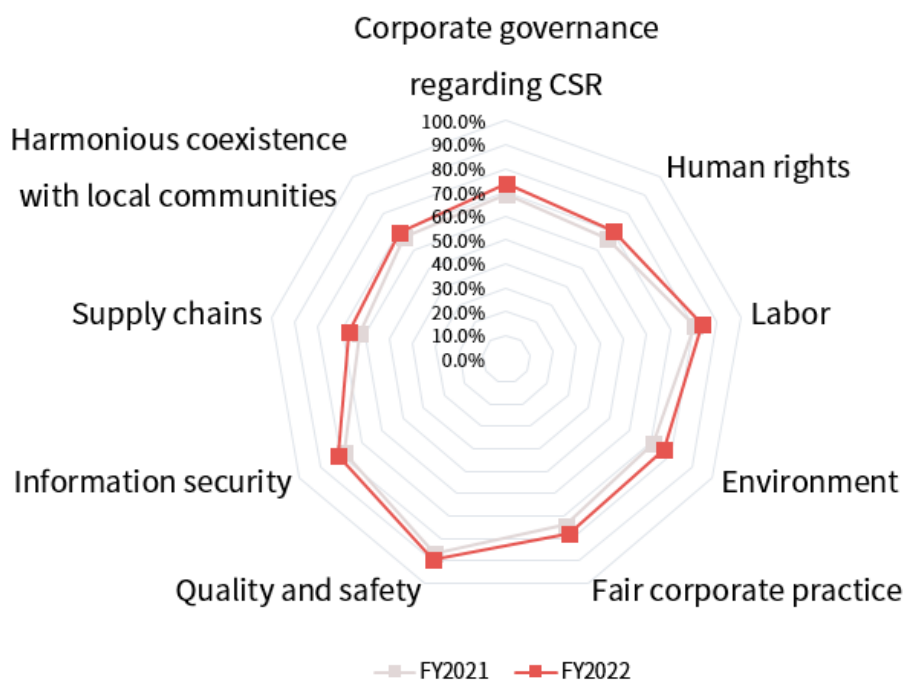 Corporate governance
regarding CSR
100.0%
90.0%
80.0%
70.0%
60.0%
50.0%
40.0%
30.0%
20.0%
10.0%
0.0%
Human rights
Labor
Environment
Fair corporate practice
Quality and safety
Information security
Supply chains
Harmonious coexistence
with local communities
FY2021
FY2022